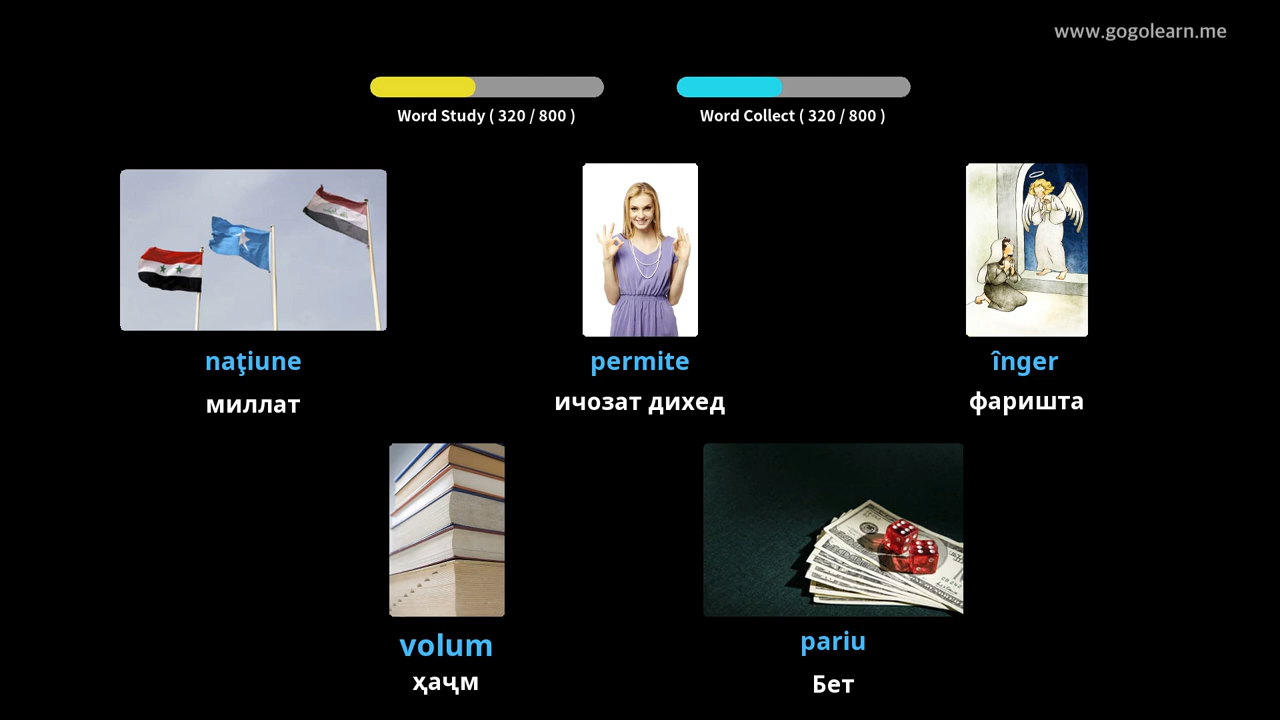 www.gogolearn.me
Word Study ( 320 / 800 )
Word Collect ( 320 / 800 )
naţiune
миллат
permite
ичозат дихед
înger
фаришта
volum
ҳаҷм
pariu
Бет